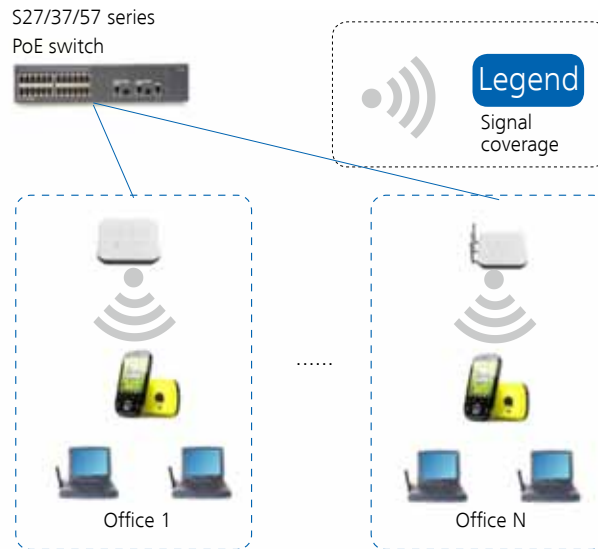 S27/37/57 series
PoE switch
Legend
Signal
coverage
......
Office 1
Office N